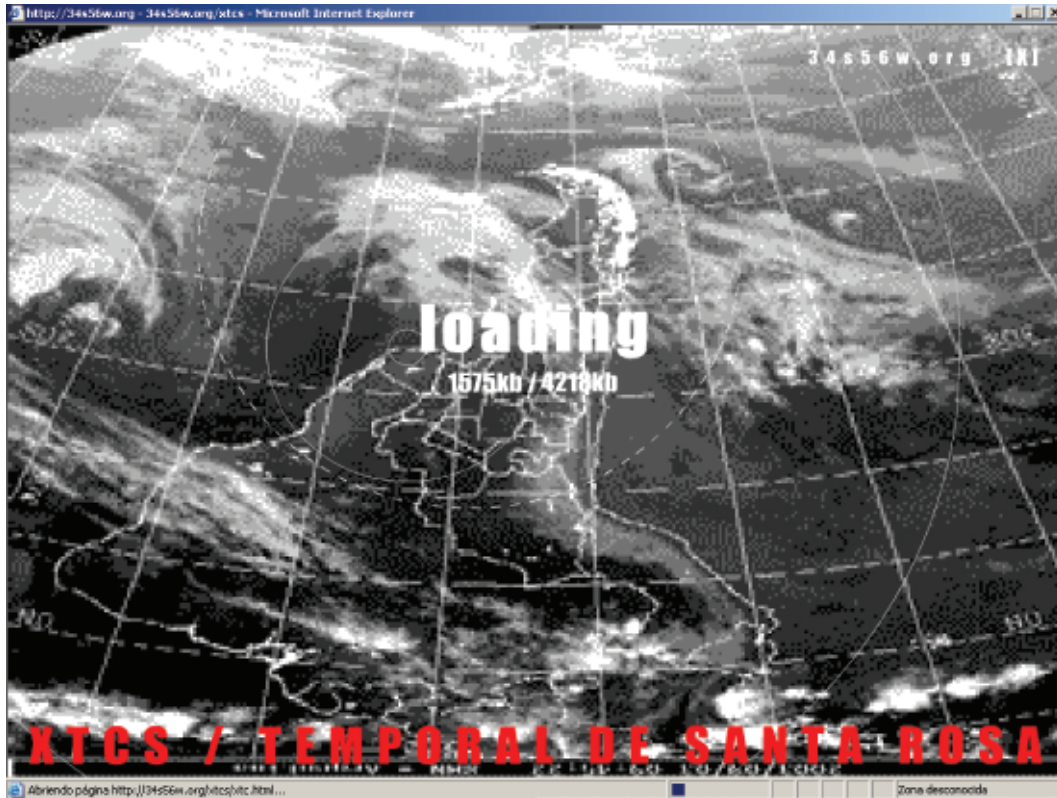 http://34s56w.org - 34s56w.org/xtcs - Microsoft Internet Explorer
34s56w.org [X]
loading
1575kb / 4218kb
XTCS / TEMPORAL DE SANTA ROSA
Abriendo página http://34s56w.org/xtcs/xtc.html...
Zona desconocida